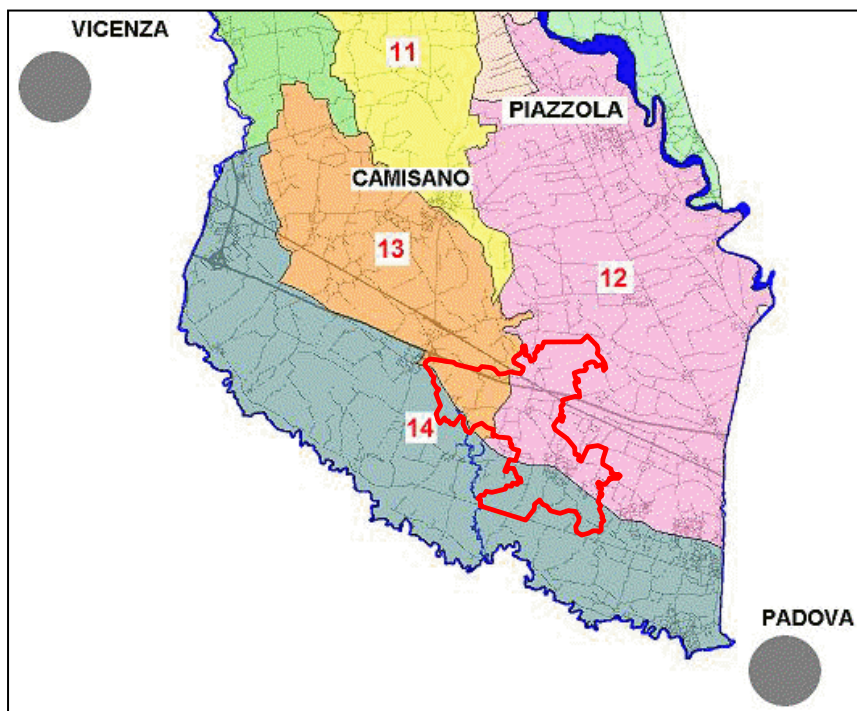 VICENZA
11
PIAZZOLA
CAMISANO
13
12
14
PADOVA